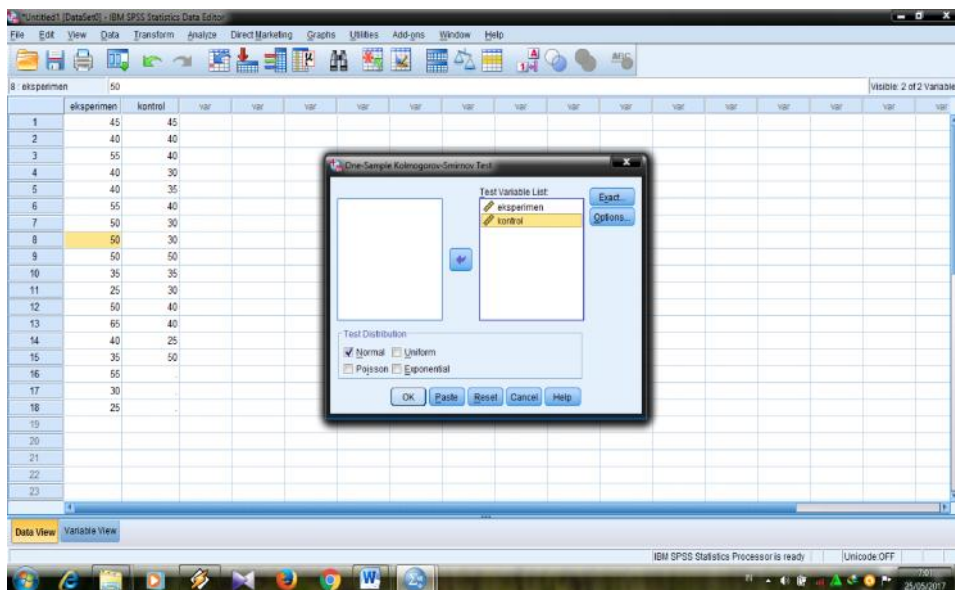 *Untitled1 [DataSet0] - IBM SPSS Statistics Data Editor
File Edit View Data Transform Analyze Direct Marketing Graphs Utilities Add-ons Window Help
8 : eksperimen 50 Visible: 2 of 2 Variable
eksperimen kontrol var var var var var var var var var var var var
1 45 45
2 40 40
3 55 40
4 40 30
5 40 35
6 55 40
7 50 30
8 50 30
9 50 50
10 35 35
11 25 30
12 50 40
13 65 40
14 40 25
15 35 50
16 55 .
17 30 .
18 25 .
19
20
21
22
23
One-Sample Kolmogorov-Smirnov Test
Test Variable List:
eksperimen
kontrol
Exact...
Options...
Test Distribution
Normal Uniform
Poisson Exponential
OK Paste Reset Cancel Help
Data View Variable View
IBM SPSS Statistics Processor is ready Unicode:OFF
7:01
25/05/2017